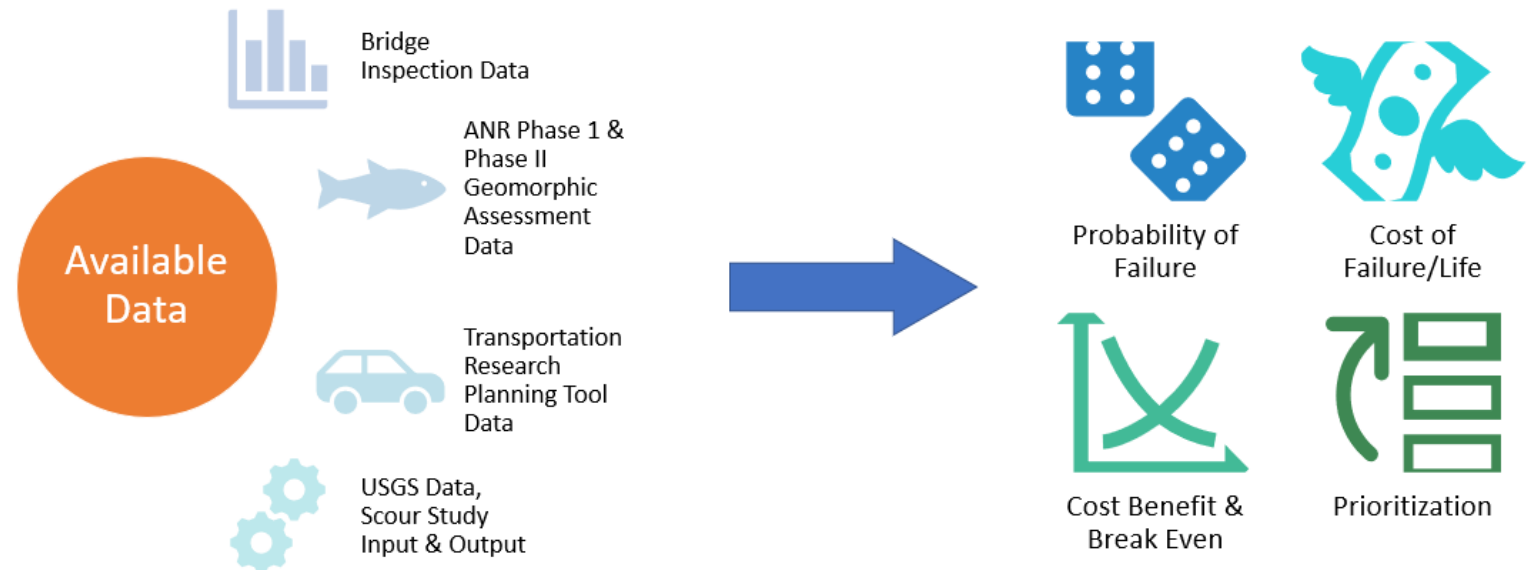 Available
Data
Bridge
Inspection Data
ANR Phase 1 &
Phase II
Geomorphic
Assessment
Data
Transportation
Research
Planning Tool
Data
USGS Data,
Scour Study
Input & Output
Probability of
Failure
Cost of
Failure/Life
Cost Benefit &
Break Even
Prioritization